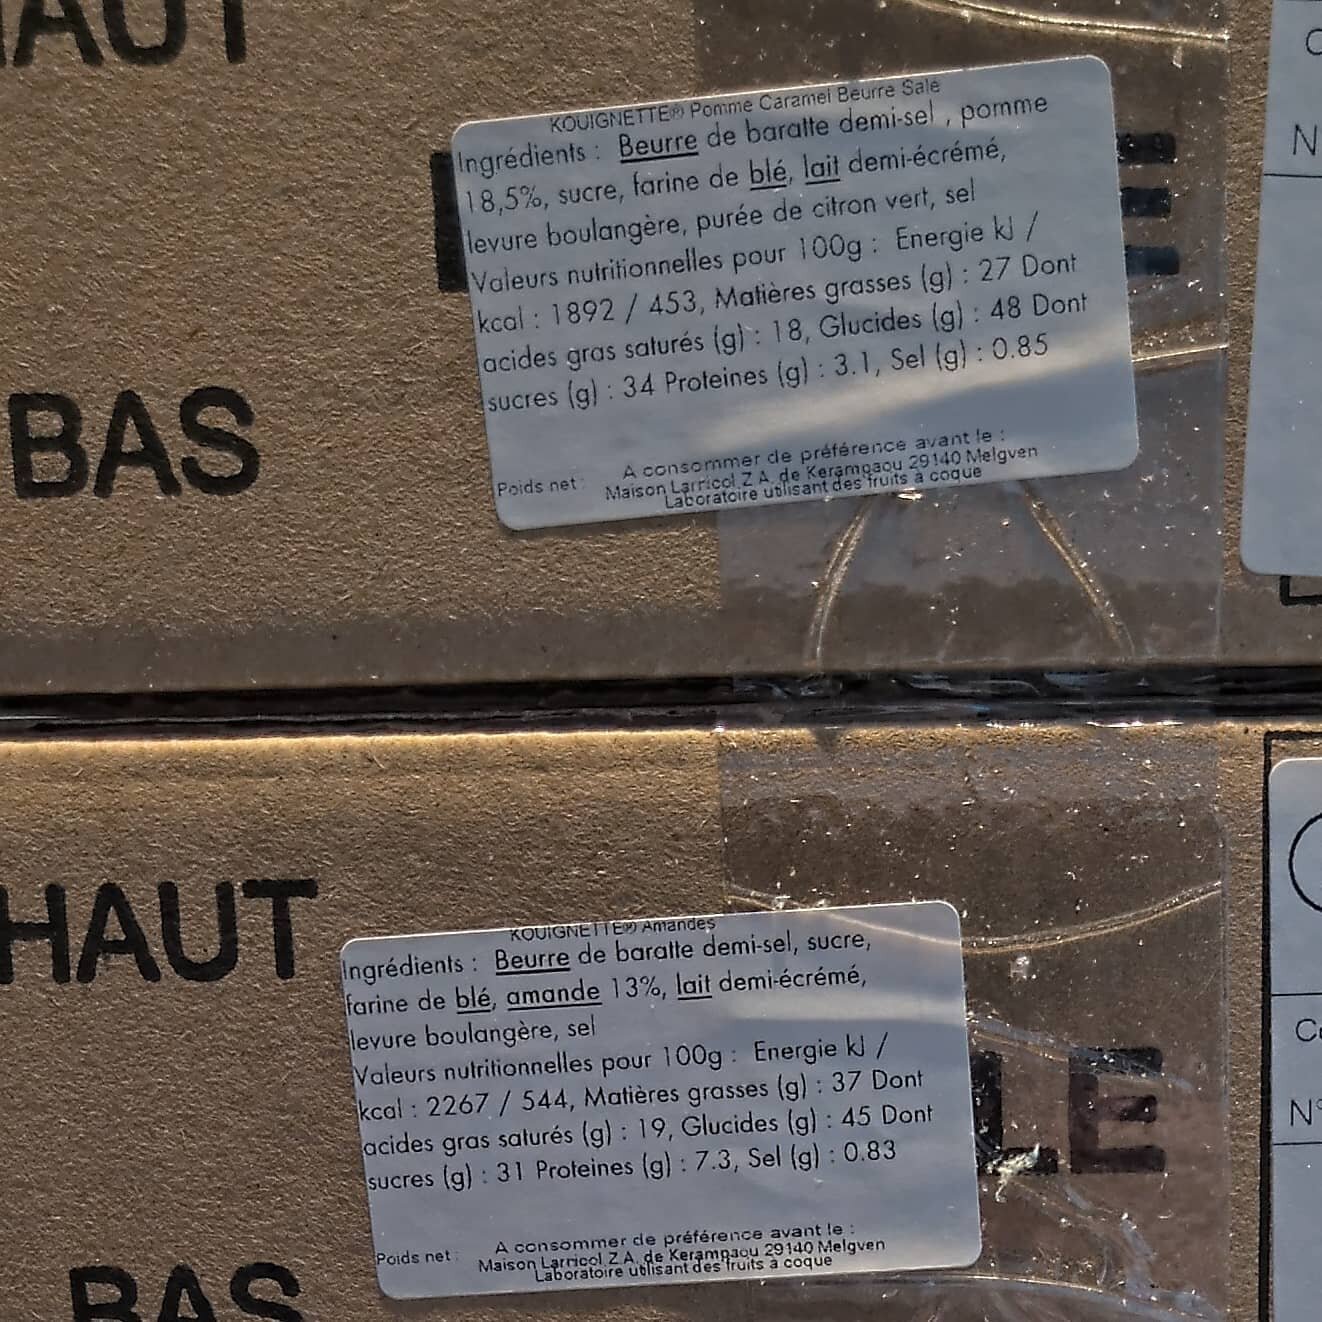 HAUT
KOUIGNETTE® Pomme Caramel Beurre Sale
Ingrédients : Beurre de baratte demi-sel , pomme
18,5%, sucre, farine de blé, lait demi-écrémé,
levure boulangère, purée de citron vert, sel
Valeurs nutritionnelles pour 100g : Energie kJ /
kcal : 1892 / 453, Matières grasses (g) : 27 Dont
acides gras saturés (g) : 18, Glucides (g) : 48 Dont
sucres (g) : 34 Proteines (g) : 3.1, Sel (g) : 0.85
A consommer de préférence avant le :
Poids net :
Maison Larricol Z A. de Kerampaou 29140 Melgven
Laboratoire utilisant des fruits à coque
E
BAS
N
HAUT
KOUIGNETTE® Amandes
Ingrédients : Beurre de baratte demi-sel, sucre,
farine de blé, amande 13%, lait demi-écrémé,
levure boulangère, sel
Valeurs nutritionnelles pour 100g : Energie kJ /
kcal : 2267 / 544, Matières grasses (g) : 37 Dont
acides gras saturés (g) : 19, Glucides (g) : 45 Dont
sucres (g) : 31 Proteines (g) : 7.3, Sel (g) : 0.83
A consommer de préférence avant le :
Poids net :
Maison Larricol Z A. de Kerampaou 29140 Melgven
Laboratoire utilisant des fruits à coque
LE
N°
BAS